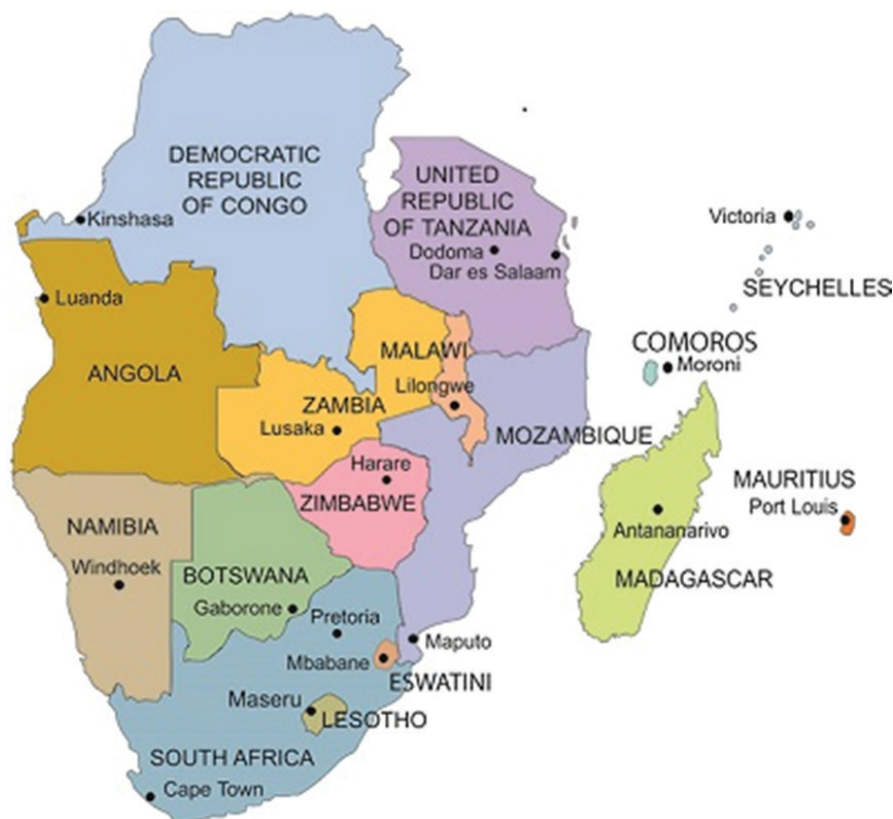 DEMOCRATIC
REPUBLIC
OF CONGO
Kinshasa
UNITED
REPUBLIC
OF TANZANIA
Dodoma
Dar es Salaam
Victoria
SEYCHELLES
Luanda
COMOROS
Moroni
ANGOLA
MALAWI
Lilongwe
ZAMBIA
Lusaka
MOZAMBIQUE
Harare
ZIMBABWE
MAURITIUS
Port Louis
Antananarivo
MADAGASCAR
NAMIBIA
Windhoek
BOTSWANA
Gaborone
Pretoria
Maputo
Mbabane
ESWATINI
Maseru
LESOTHO
SOUTH AFRICA
Cape Town